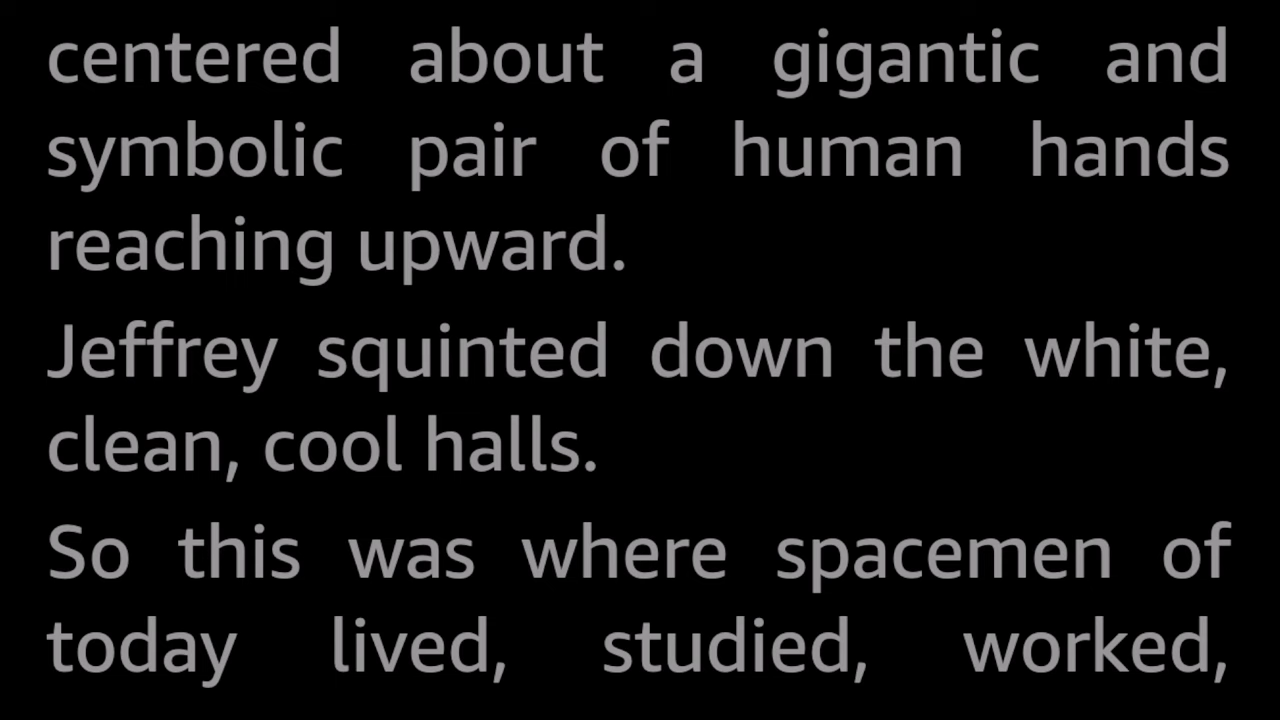 centered about a gigantic and
symbolic pair of human hands
reaching upward.
Jeffrey squinted down the white,
clean, cool halls.
So this was where spacemen of
today lived, studied, worked,